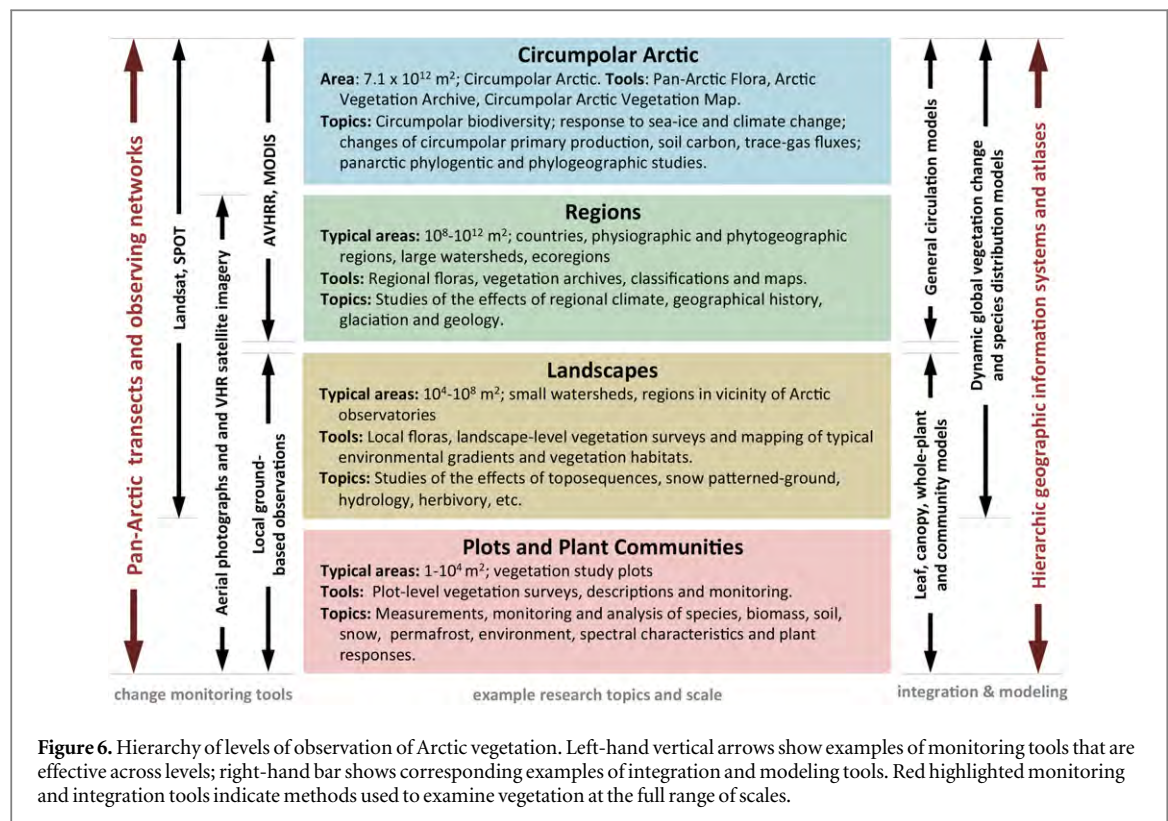 Pan-Arctic transects and observing networks
Landsat, SPOT
Aerial photographs and and VHR satellite imagery
AVHRR, MODIS
Local ground-
based observations
Circumpolar Arctic
Area: 7.1 x 10¹² m²; Circumpolar Arctic. Tools: Pan-Arctic Flora, Arctic
Vegetation Archive, Circumpolar Arctic Vegetation Map.
Topics: Circumpolar biodiversity; response to sea-ice and climate change;
changes of circumpolar primary production, soil carbon, trace-gas fluxes;
panarctic phylogentic and phylogeographic studies.
Regions
Typical areas: 10⁸-10¹² m²; countries, physiographic and phytogeographic
regions, large watersheds, ecoregions
Tools: Regional floras, vegetation archives, classifications and maps.
Topics: Studies of the effects of regional climate, geographical history,
glaciation and geology.
Landscapes
Typical areas: 10⁴-10⁸ m²; small watersheds, regions in vicinity of Arctic
observatories
Tools: Local floras, landscape-level vegetation surveys and mapping of typical
environmental gradients and vegetation habitats.
Topics: Studies of the effects of toposequences, snow patterned-ground,
hydrology, herbivory, etc.
Plots and Plant Communities
Typical areas: 1-10⁴ m²; vegetation study plots
Tools: Plot-level vegetation surveys, descriptions and monitoring.
Topics: Measurements, monitoring and analysis of species, biomass, soil,
snow, permafrost, environment, spectral characteristics and plant
responses.
General circulation models
Leaf, canopy, whole-plant
and community models
Dynamic global vegetation change
and species distribution models
Hierarchic geographic information systems and atlases
change monitoring tools
example research topics and scale
integration & modeling
Figure 6. Hierarchy of levels of observation of Arctic vegetation. Left-hand vertical arrows show examples of monitoring tools that are
effective across levels; right-hand bar shows corresponding examples of integration and modeling tools. Red highlighted monitoring
and integration tools indicate methods used to examine vegetation at the full range of scales.